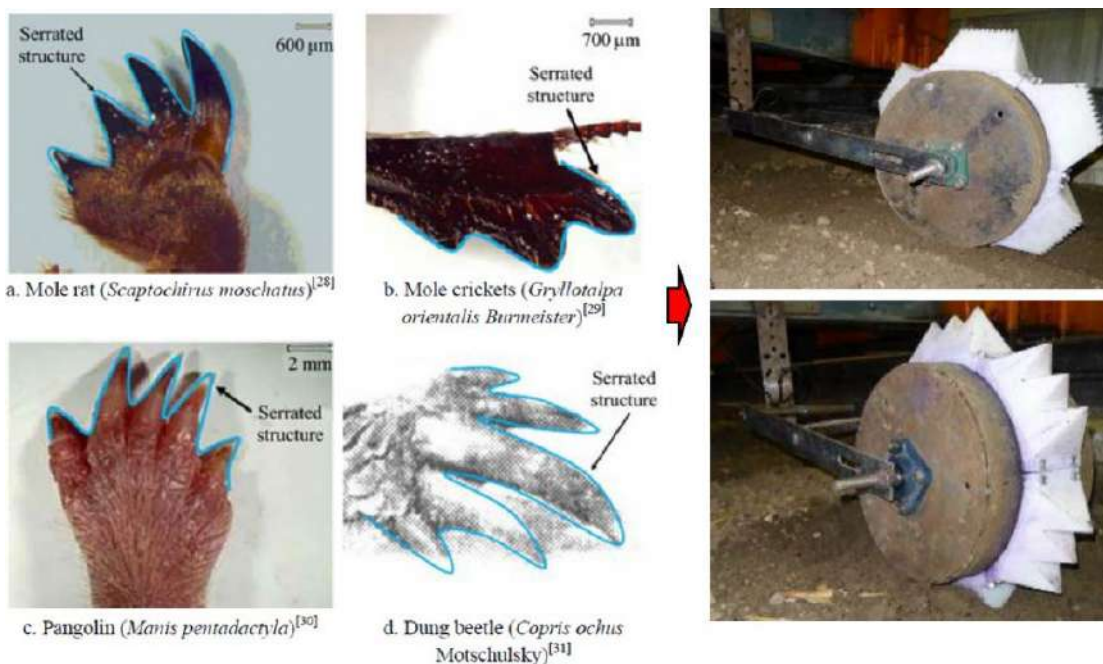 Serrated
structure
600 μm
a. Mole rat (Scaptochirus moschatus)[28]
700 μm
Serrated
structure
b. Mole crickets (Gryllotalpa
orientalis Burmeister)[29]
2 mm
Serrated
structure
c. Pangolin (Manis pentadactyla)[30]
Serrated
structure
d. Dung beetle (Copris ochus
Motschulsky)[31]